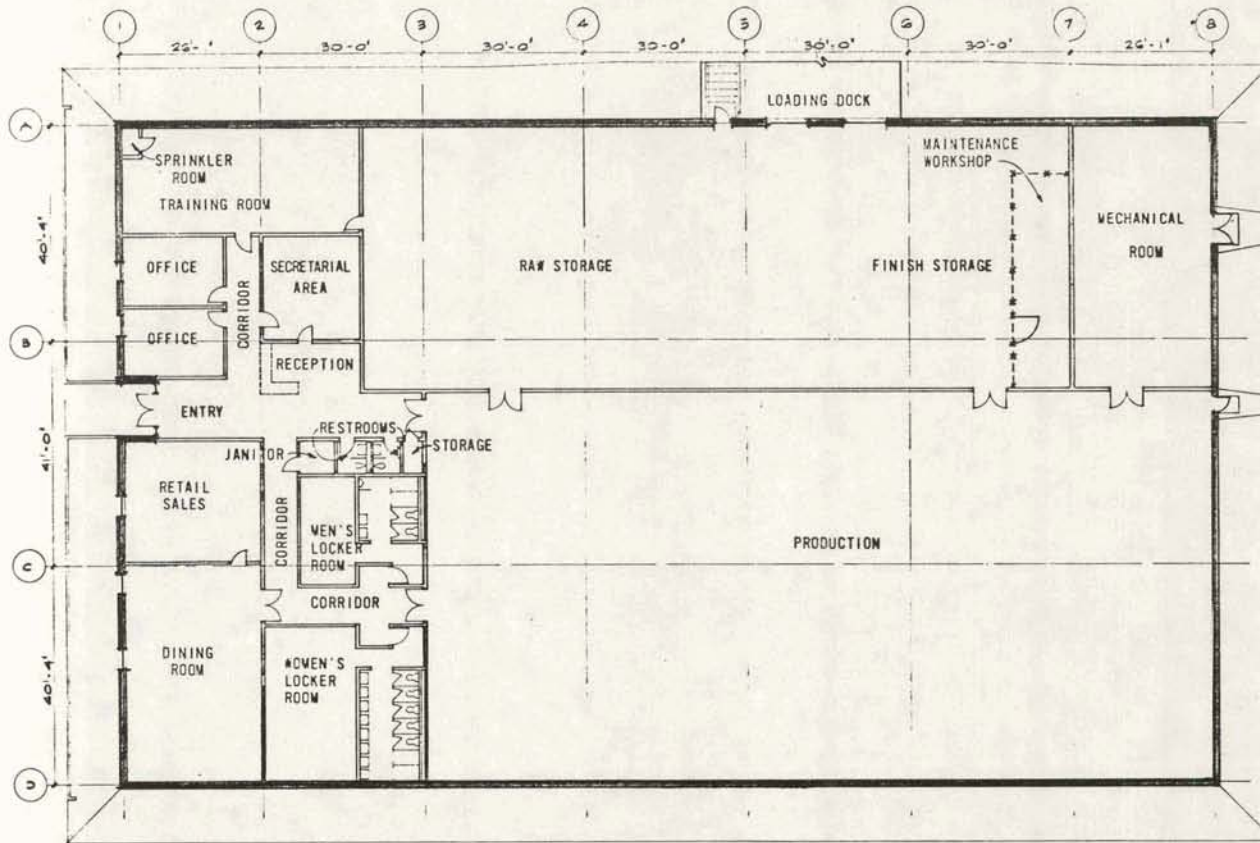 1
2
3
4
5
6
7
8
30'-0"
30'-0"
30'-0"
30'-0"
30'-0"
26'-1"
LOADING DOCK
A
SPRINKLER
ROOM
TRAINING ROOM
MAINTENANCE
WORKSHOP
40'-4"
OFFICE
SECRETARIAL
AREA
RAW STORAGE
FINISH STORAGE
MECHANICAL
ROOM
CORRIDOR
OFFICE
B
RECEPTION
ENTRY
41'-0"
RESTROOMS
JANITOR
STORAGE
RETAIL
SALES
CORRIDOR
MEN'S
LOCKER
ROOM
PRODUCTION
C
CORRIDOR
DINING
ROOM
WOMEN'S
LOCKER
ROOM
40'-4"